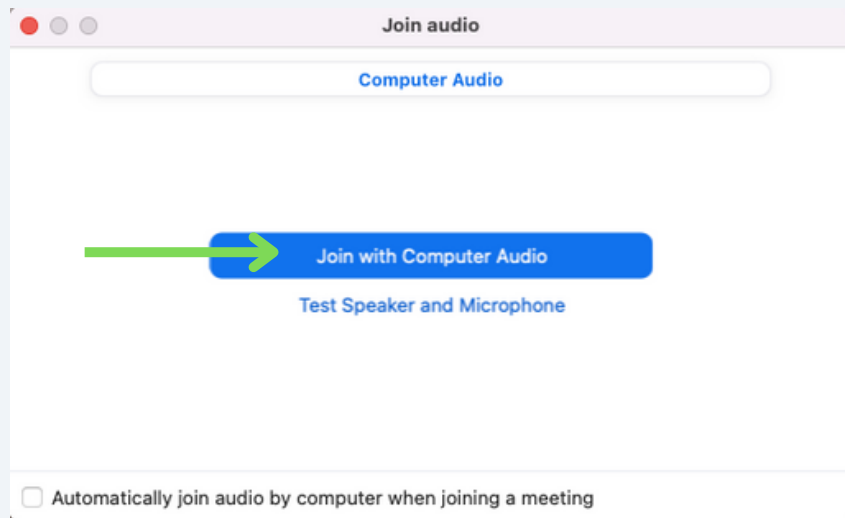 Join audio
Computer Audio
Join with Computer Audio
Test Speaker and Microphone
Automatically join audio by computer when joining a meeting